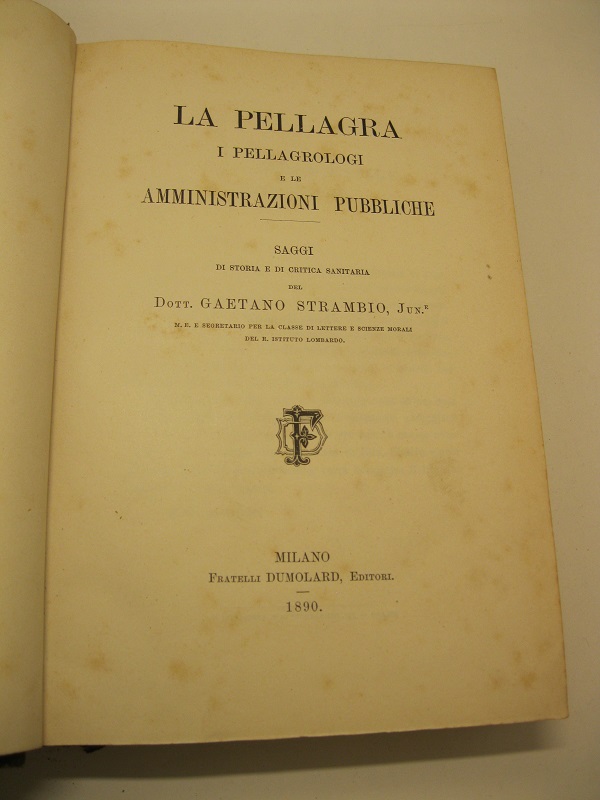 LA PELLAGRA
I PELLAGROLOGI
E LE
AMMINISTRAZIONI PUBBLICHE
SAGGI
DI STORIA E DI CRITICA SANITARIA
DEL
DOTT. GAETANO STRAMBIO, JUN.E
M. E. E SEGRETARIO PER LA CLASSE DI LETTERE E SCIENZE MORALI
DEL R. ISTITUTO LOMBARDO.
FD
MILANO
FRATELLI DUMOLARD, EDITORI.
1890.